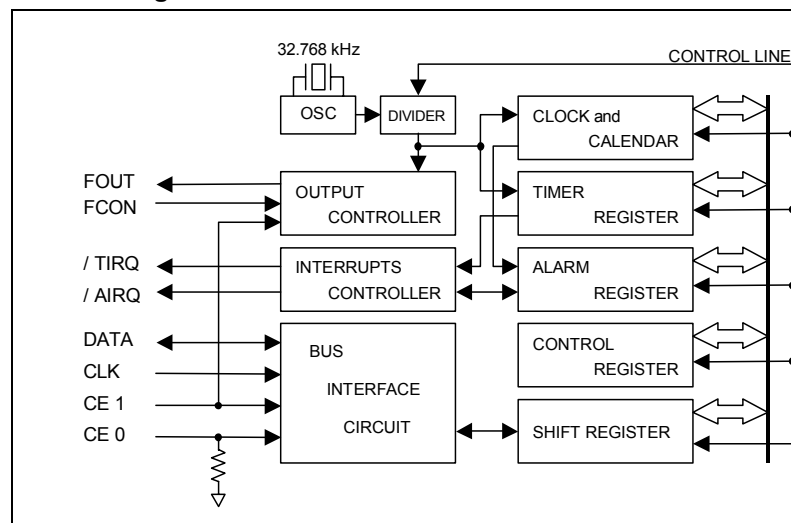 32.768 kHz
CONTROL LINE
OSC
DIVIDER
CLOCK and
CALENDAR
FOUT
FCON
OUTPUT
CONTROLLER
TIMER
REGISTER
/ TIRQ
/ AIRQ
INTERRUPTS
CONTROLLER
ALARM
REGISTER
DATA
CLK
CE 1
CE 0
BUS
INTERFACE
CIRCUIT
CONTROL
REGISTER
SHIFT REGISTER